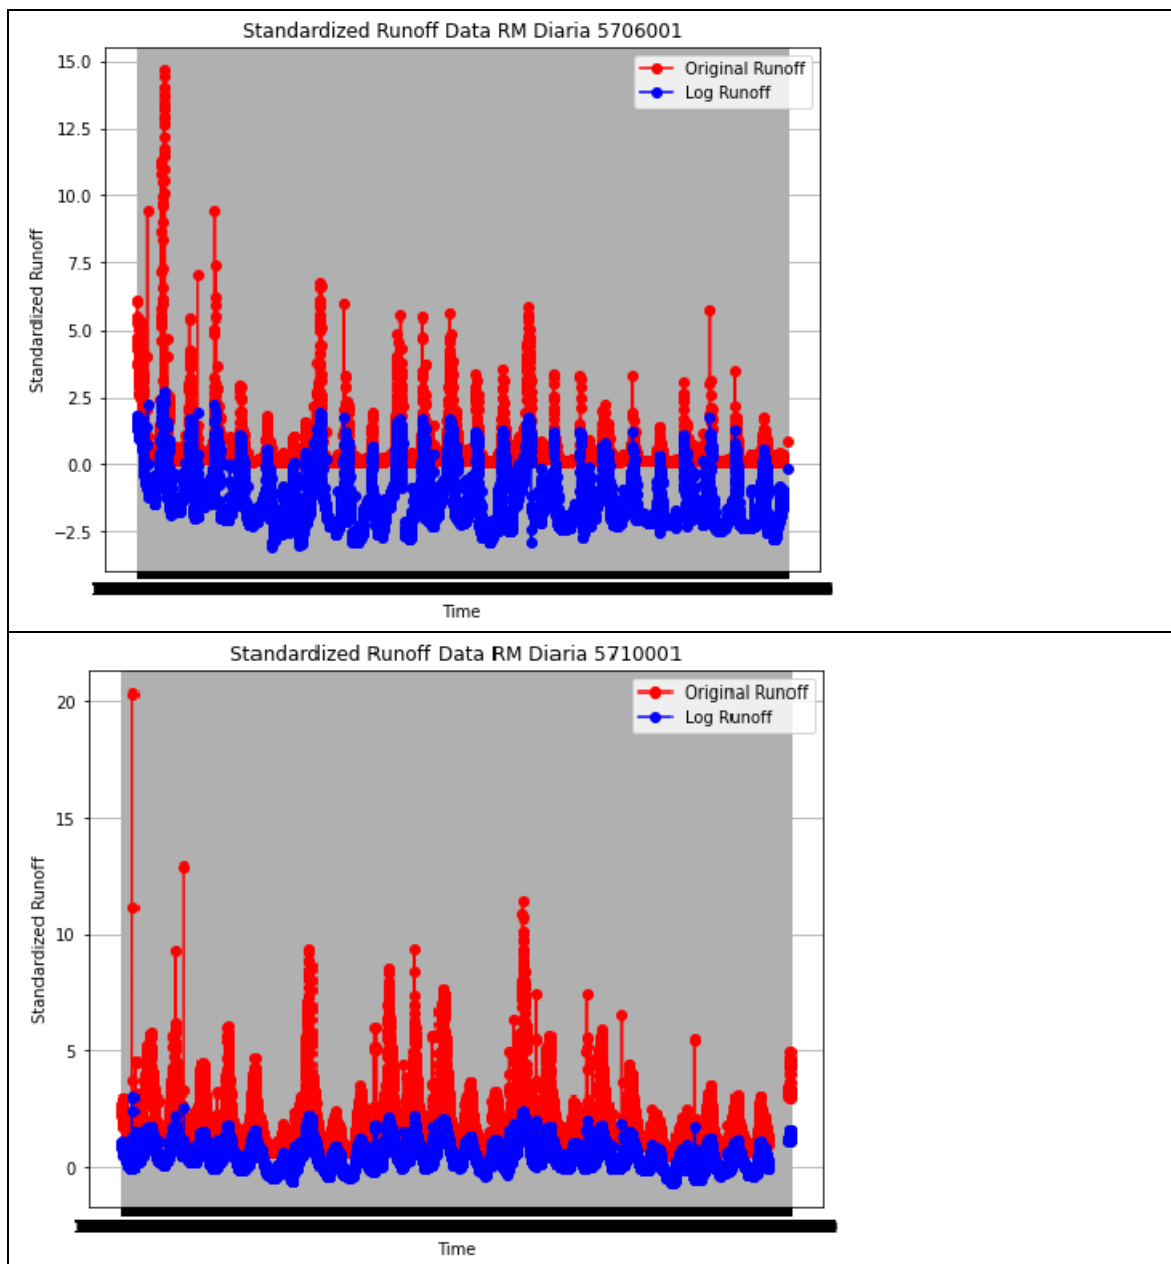 Standardized Runoff Data RM Diaria 5706001
Original Runoff
Log Runoff
15.0
12.5
10.0
7.5
5.0
2.5
0.0
−2.5
Standardized Runoff
Time
Standardized Runoff Data RM Diaria 5710001
Original Runoff
Log Runoff
20
15
10
5
0
Standardized Runoff
Time